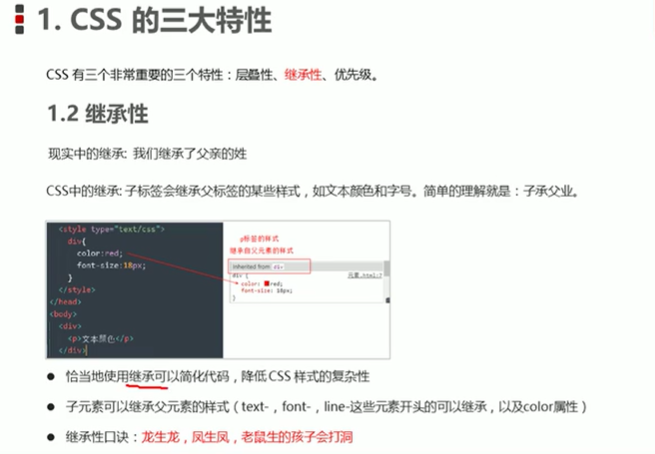 1. CSS 的三大特性
CSS 有三个非常重要的三个特性：层叠性、继承性、优先级。
1.2 继承性
现实中的继承: 我们继承了父亲的姓
CSS中的继承: 子标签会继承父标签的某些样式，如文本颜色和字号。简单的理解就是：子承父业。
<style type="text/css">
div{
color:red;
font-size:18px;
}
</style>
</head>
<body>
<div>
<p>文本颜色</p>
</div>
p标签的样式
继承自父元素的样式
Inherited from div
div {
元素.html:7
color: red;
font-size: 18px;
}
恰当地使用继承可以简化代码，降低 CSS 样式的复杂性
子元素可以继承父元素的样式（text-，font-，line-这些元素开头的可以继承，以及color属性）
继承性口诀：龙生龙，凤生凤，老鼠生的孩子会打洞